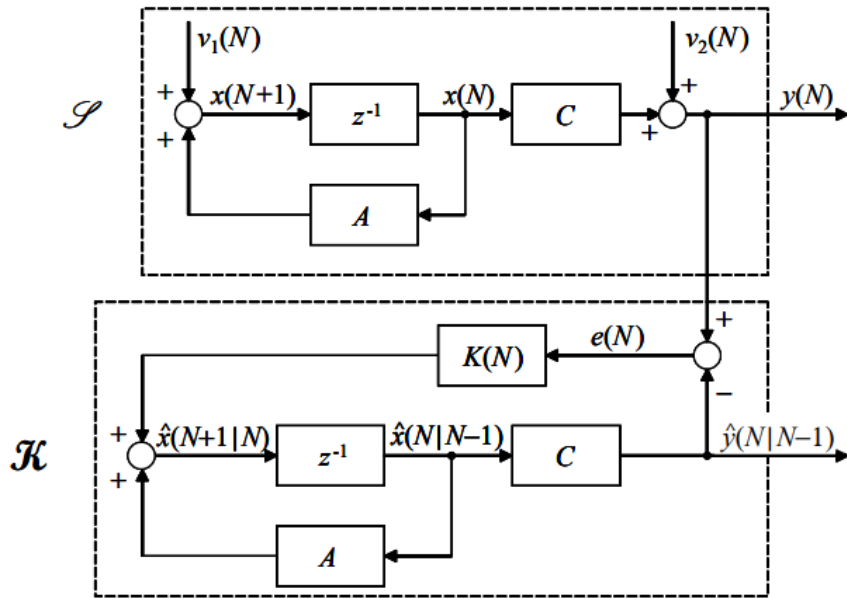 v₁(N)
v₂(N)
𝒮
+
x(N+1)
z⁻¹
x(N)
C
+
y(N)
+
+
A
+
K(N)
e(N)
−
𝒦
+
x̂(N+1|N)
z⁻¹
x̂(N|N−1)
C
ŷ(N|N−1)
+
A